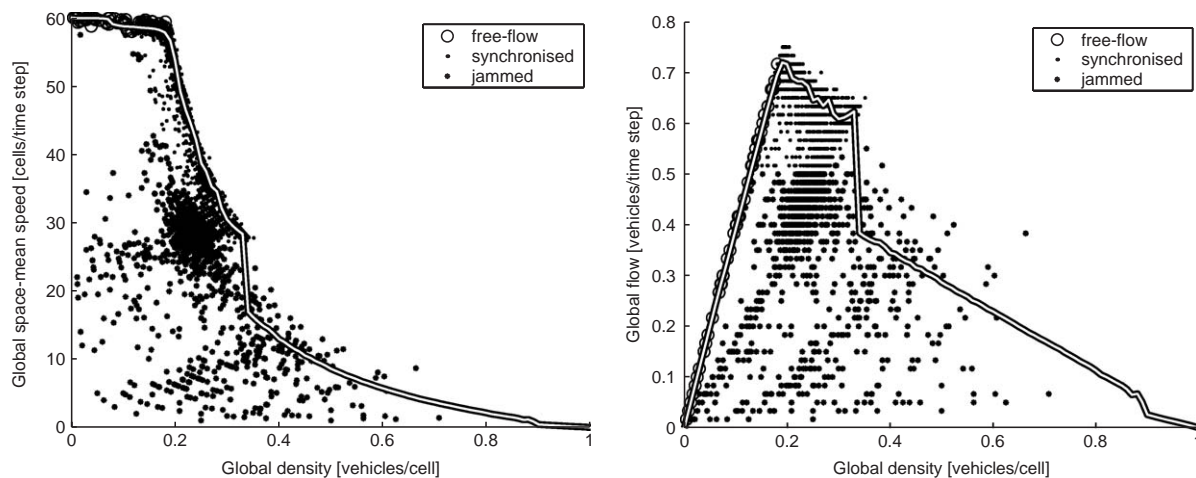 60
50
40
30
20
10
0
Global space-mean speed [cells/time step]
free-flow
synchronised
jammed
0 0.2 0.4 0.6 0.8 1
Global density [vehicles/cell]
0.8
0.7
0.6
0.5
0.4
0.3
0.2
0.1
0
Global flow [vehicles/time step]
free-flow
synchronised
jammed
0 0.2 0.4 0.6 0.8 1
Global density [vehicles/cell]